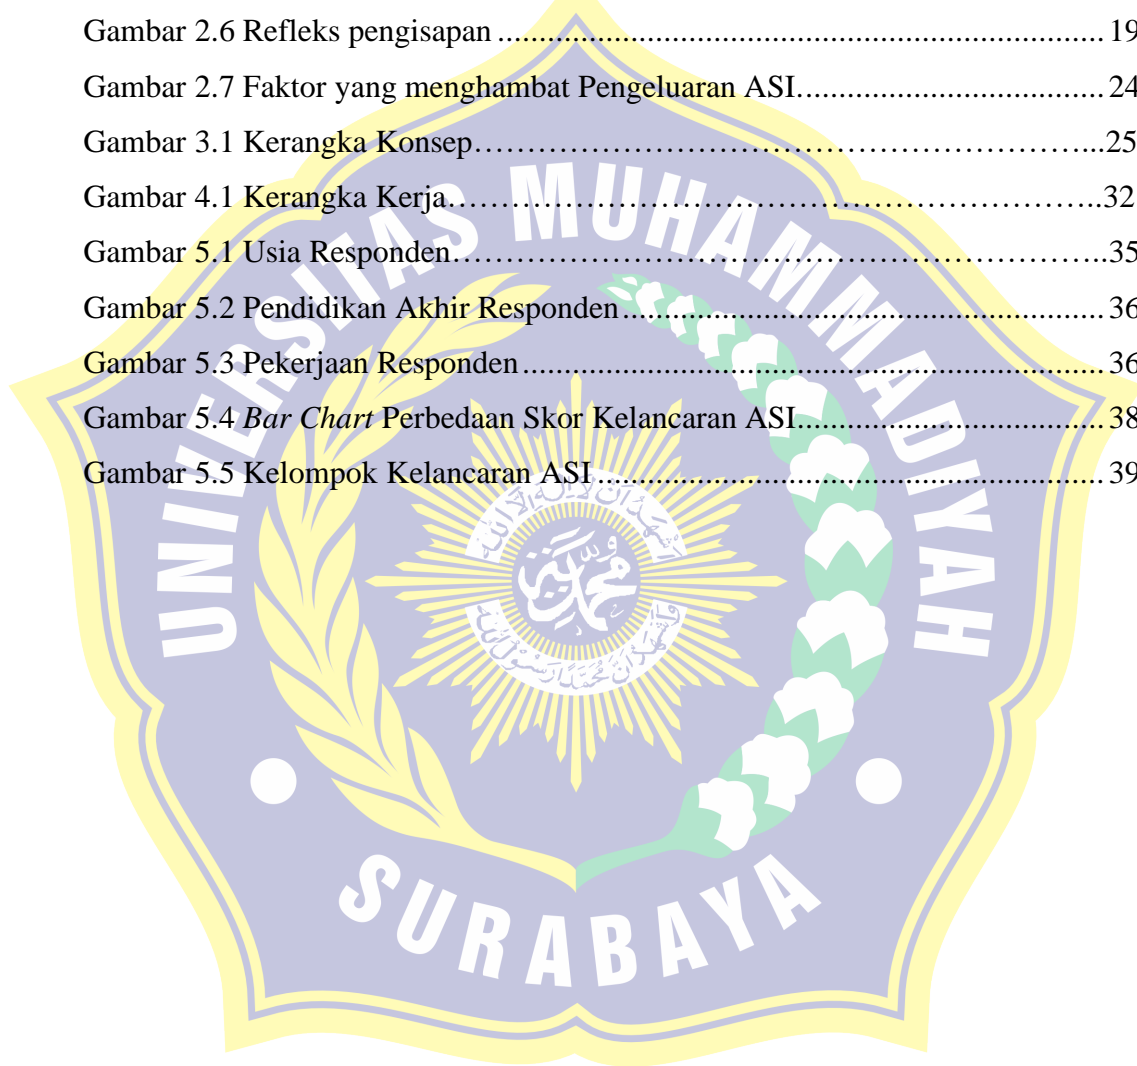 Gambar 2.6 Refleks pengisapan ........................................................................... 19
Gambar 2.7 Faktor yang menghambat Pengeluaran ASI...................................... 24
Gambar 3.1 Kerangka Konsep…………………………………………………...25
Gambar 4.1 Kerangka Kerja……………………………………………………..32
Gambar 5.1 Usia Responden……………………………………………………..35
Gambar 5.2 Pendidikan Akhir Responden............................................................ 36
Gambar 5.3 Pekerjaan Responden ........................................................................ 36
Gambar 5.4 Bar Chart Perbedaan Skor Kelancaran ASI...................................... 38
Gambar 5.5 Kelompok Kelancaran ASI ............................................................... 39
UNIVERSITAS MUHAMMADIYAH
SURABAYA